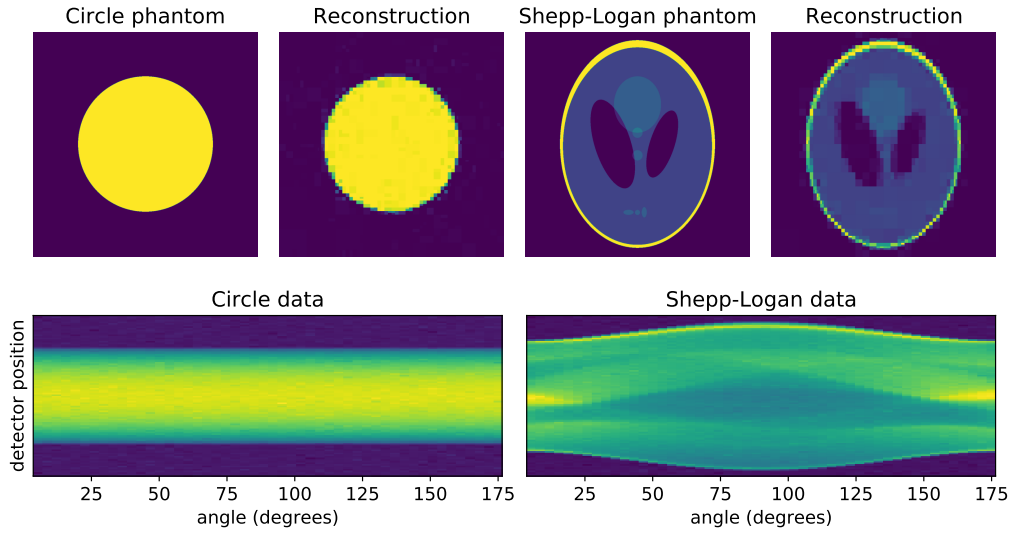 Circle phantom
Reconstruction
Shepp-Logan phantom
Reconstruction
Circle data
Shepp-Logan data
detector position
25 50 75 100 125 150 175
25 50 75 100 125 150 175
angle (degrees)
angle (degrees)